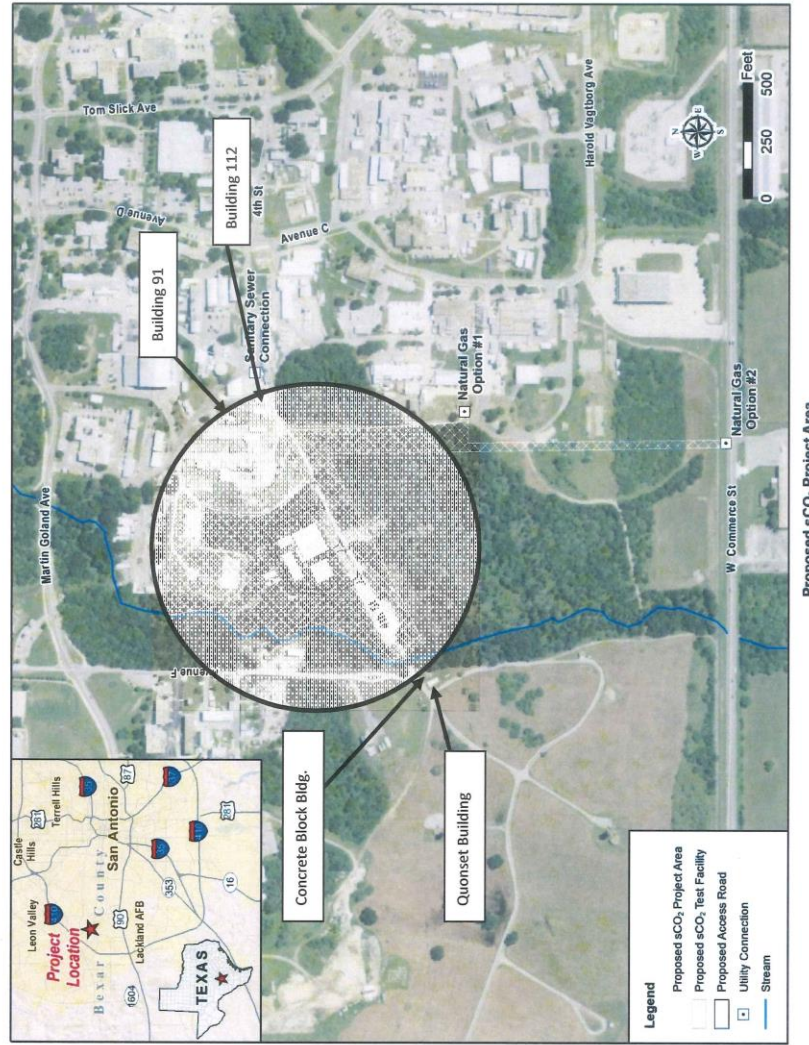 Martin Goland Ave
Tom Slick Ave
Avenue D
Building 91
Building 112
4th St
Sanitary Sewer
Connection
Avenue C
Harold Vagtborg Ave
Natural Gas
Option #1
Natural Gas
Option #2
W Commerce St
Concrete Block Bldg.
Quonset Building
Leon Valley
Castle
Hills
Terrell Hills
Project
Location
Bexar County
San Antonio
Lackland AFB
TEXAS
1604
90
353
16
281
87
281
Legend
Proposed sCO₂ Project Area
Proposed sCO₂ Test Facility
Proposed Access Road
Utility Connection
Stream
N
E
S
W
Feet
0 250 500
Proposed sCO₂ Project Area